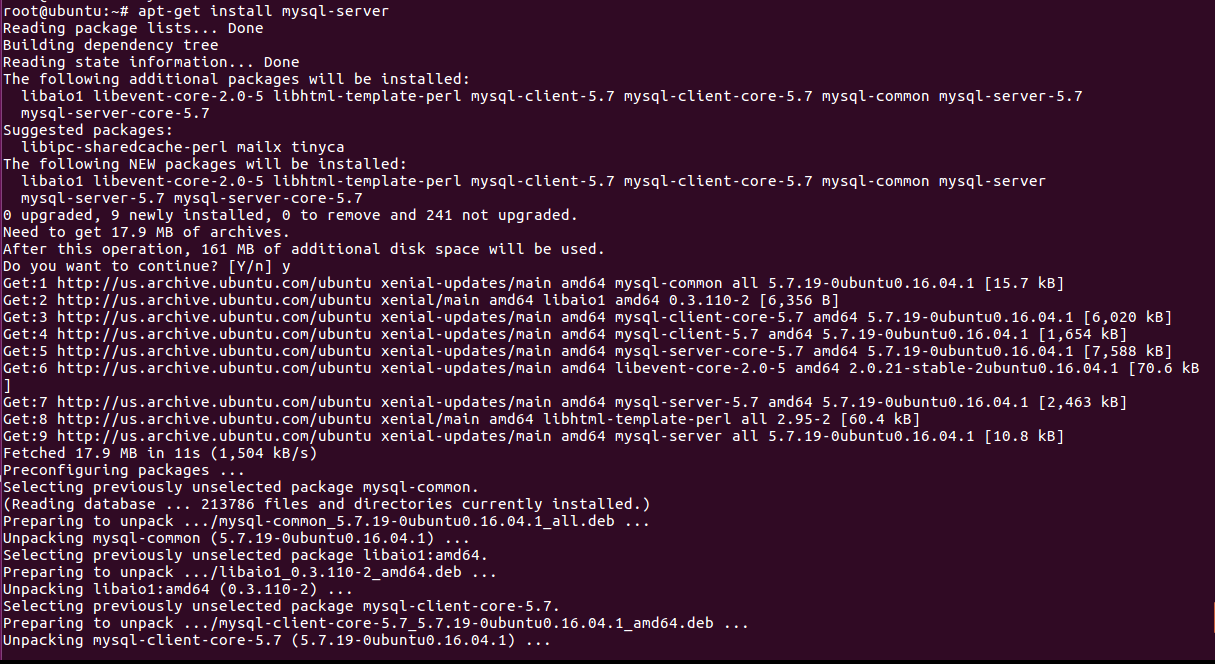 root@ubuntu:~# apt-get install mysql-server
Reading package lists... Done
Building dependency tree
Reading state information... Done
The following additional packages will be installed:
  libaio1 libevent-core-2.0-5 libhtml-template-perl mysql-client-5.7 mysql-client-core-5.7 mysql-common mysql-server-5.7
  mysql-server-core-5.7
Suggested packages:
  libipc-sharedcache-perl mailx tinyca
The following NEW packages will be installed:
  libaio1 libevent-core-2.0-5 libhtml-template-perl mysql-client-5.7 mysql-client-core-5.7 mysql-common mysql-server
  mysql-server-5.7 mysql-server-core-5.7
0 upgraded, 9 newly installed, 0 to remove and 241 not upgraded.
Need to get 17.9 MB of archives.
After this operation, 161 MB of additional disk space will be used.
Do you want to continue? [Y/n] y
Get:1 http://us.archive.ubuntu.com/ubuntu xenial-updates/main amd64 mysql-common all 5.7.19-0ubuntu0.16.04.1 [15.7 kB]
Get:2 http://us.archive.ubuntu.com/ubuntu xenial/main amd64 libaio1 amd64 0.3.110-2 [6,356 B]
Get:3 http://us.archive.ubuntu.com/ubuntu xenial-updates/main amd64 mysql-client-core-5.7 amd64 5.7.19-0ubuntu0.16.04.1 [6,020 kB]
Get:4 http://us.archive.ubuntu.com/ubuntu xenial-updates/main amd64 mysql-client-5.7 amd64 5.7.19-0ubuntu0.16.04.1 [1,654 kB]
Get:5 http://us.archive.ubuntu.com/ubuntu xenial-updates/main amd64 mysql-server-core-5.7 amd64 5.7.19-0ubuntu0.16.04.1 [7,588 kB]
Get:6 http://us.archive.ubuntu.com/ubuntu xenial-updates/main amd64 libevent-core-2.0-5 amd64 2.0.21-stable-2ubuntu0.16.04.1 [70.6 kB
]
Get:7 http://us.archive.ubuntu.com/ubuntu xenial-updates/main amd64 mysql-server-5.7 amd64 5.7.19-0ubuntu0.16.04.1 [2,463 kB]
Get:8 http://us.archive.ubuntu.com/ubuntu xenial/main amd64 libhtml-template-perl all 2.95-2 [60.4 kB]
Get:9 http://us.archive.ubuntu.com/ubuntu xenial-updates/main amd64 mysql-server all 5.7.19-0ubuntu0.16.04.1 [10.8 kB]
Fetched 17.9 MB in 11s (1,504 kB/s)
Preconfiguring packages ...
Selecting previously unselected package mysql-common.
(Reading database ... 213786 files and directories currently installed.)
Preparing to unpack .../mysql-common_5.7.19-0ubuntu0.16.04.1_all.deb ...
Unpacking mysql-common (5.7.19-0ubuntu0.16.04.1) ...
Selecting previously unselected package libaio1:amd64.
Preparing to unpack .../libaio1_0.3.110-2_amd64.deb ...
Unpacking libaio1:amd64 (0.3.110-2) ...
Selecting previously unselected package mysql-client-core-5.7.
Preparing to unpack .../mysql-client-core-5.7_5.7.19-0ubuntu0.16.04.1_amd64.deb ...
Unpacking mysql-client-core-5.7 (5.7.19-0ubuntu0.16.04.1) ...